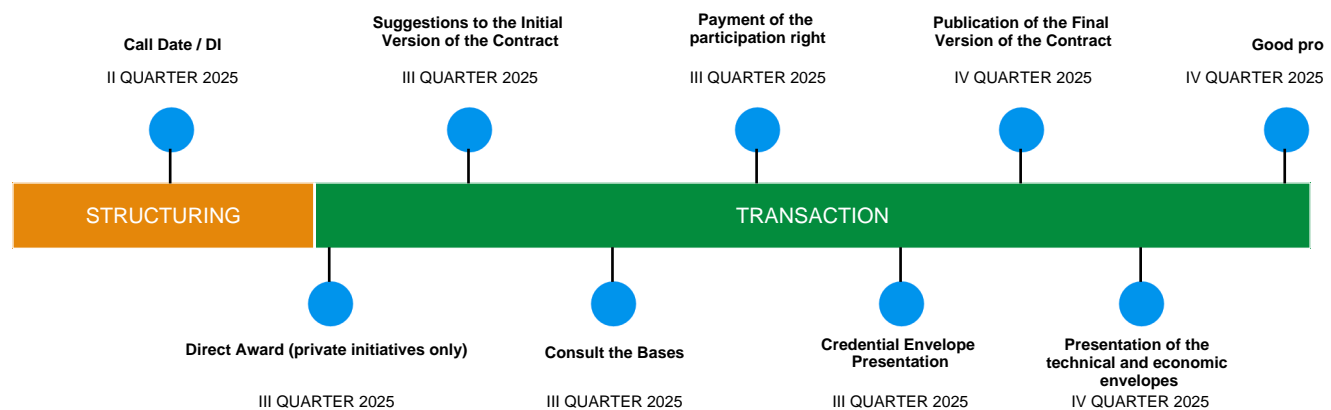 Call Date / DI
II QUARTER 2025
Suggestions to the Initial
Version of the Contract
III QUARTER 2025
Payment of the
participation right
III QUARTER 2025
Publication of the Final
Version of the Contract
IV QUARTER 2025
Good pro
IV QUARTER 2025
STRUCTURING
TRANSACTION
Direct Award (private initiatives only)
III QUARTER 2025
Consult the Bases
III QUARTER 2025
Credential Envelope
Presentation
III QUARTER 2025
Presentation of the
technical and economic
envelopes
IV QUARTER 2025